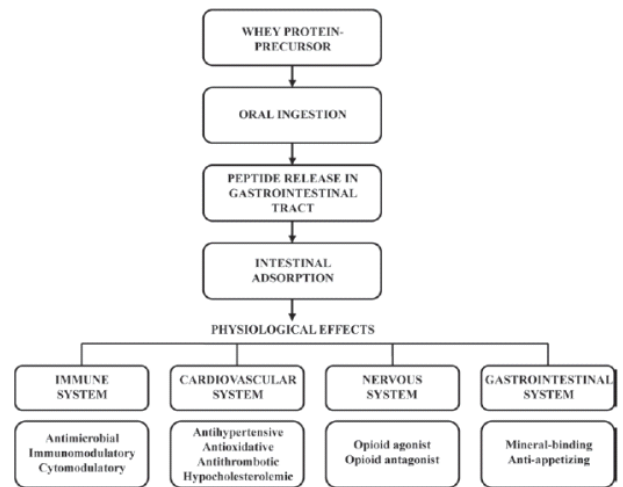 WHEY PROTEIN-
PRECURSOR
ORAL INGESTION
PEPTIDE RELEASE IN
GASTROINTESTINAL
TRACT
INTESTINAL
ADSORPTION
PHYSIOLOGICAL EFFECTS
IMMUNE
SYSTEM
CARDIOVASCULAR
SYSTEM
NERVOUS
SYSTEM
GASTROINTESTINAL
SYSTEM
Antimicrobial
Immunomodulatory
Cytomodulatory
Antihypertensive
Antioxidative
Antithrombotic
Hypocholesterolemic
Opioid agonist
Opioid antagonist
Mineral-binding
Anti-appetizing